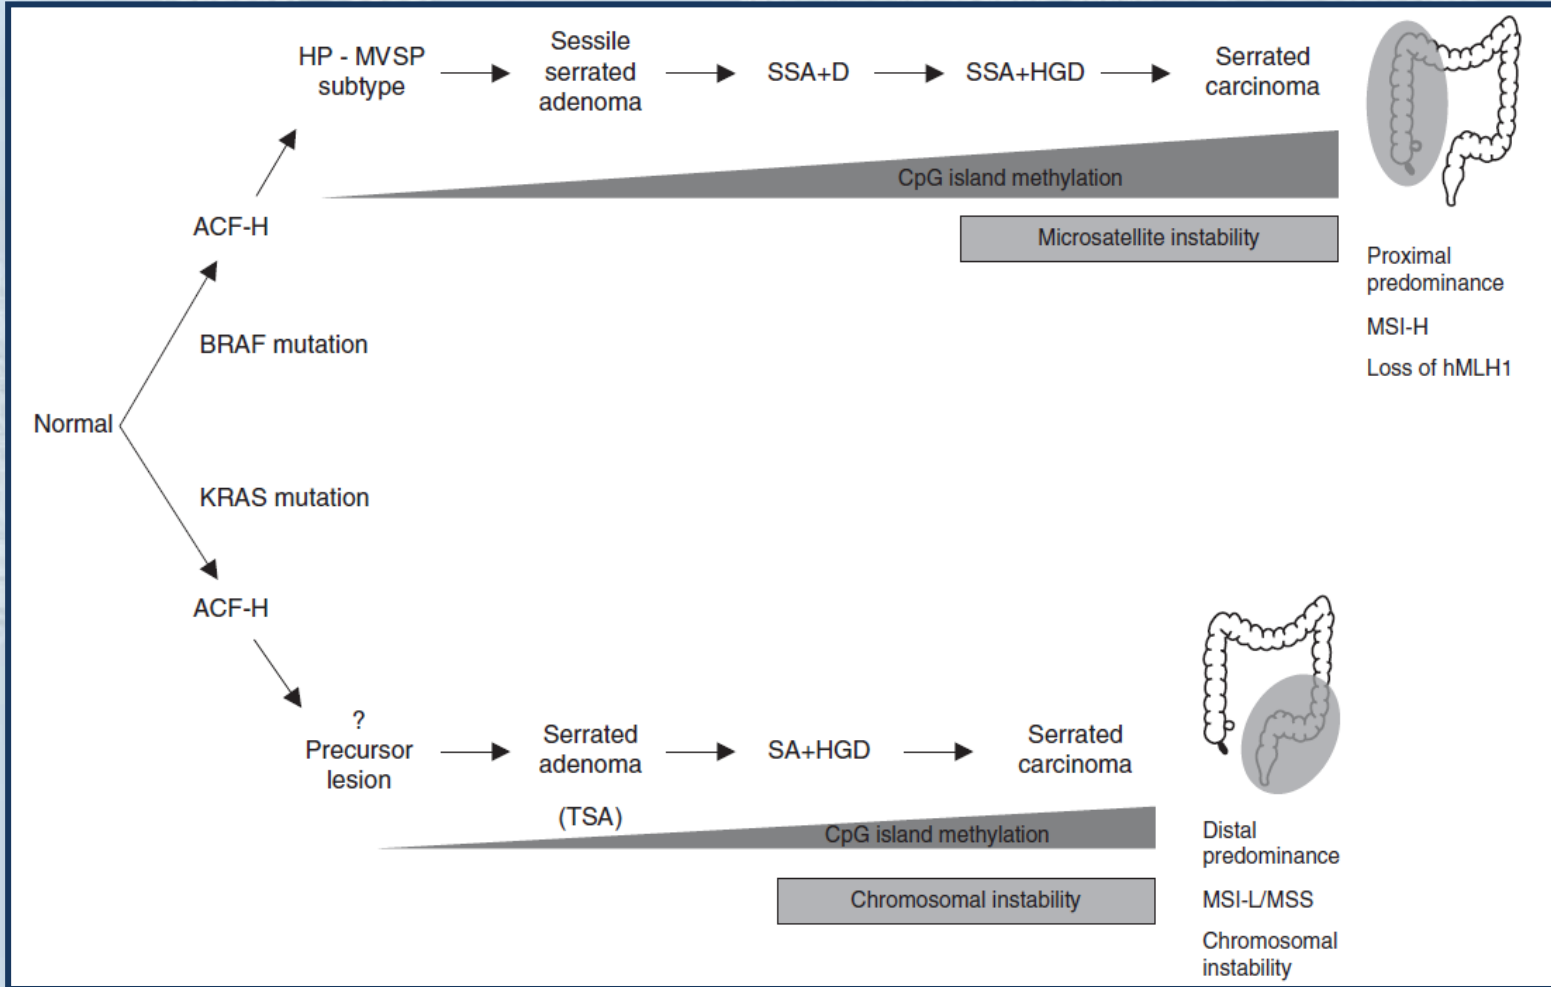 HP - MVSP
subtype
Sessile
serrated
adenoma
SSA+D
SSA+HGD
Serrated
carcinoma
CpG island methylation
Microsatellite instability
Proximal
predominance
MSI-H
Loss of hMLH1
ACF-H
BRAF mutation
Normal
KRAS mutation
ACF-H
?
Precursor
lesion
Serrated
adenoma
(TSA)
SA+HGD
Serrated
carcinoma
CpG island methylation
Chromosomal instability
Distal
predominance
MSI-L/MSS
Chromosomal
instability